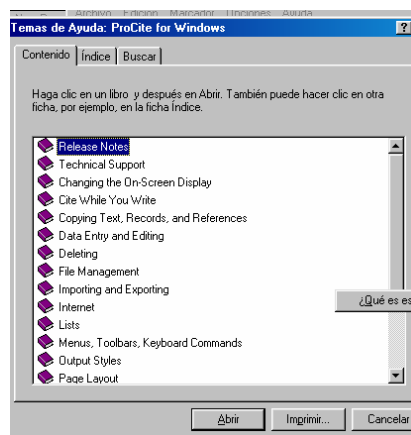 Archivo Edición Marcador Opciones Ayuda
Temas de Ayuda: ProCite for Windows
Contenido Índice Buscar
Haga clic en un libro y después en Abrir. También puede hacer clic en otra
ficha, por ejemplo, en la ficha Índice.
Release Notes
Technical Support
Changing the On-Screen Display
Cite While You Write
Copying Text, Records, and References
Data Entry and Editing
Deleting
File Management
Importing and Exporting
¿Qué es es
Internet
Lists
Menus, Toolbars, Keyboard Commands
Output Styles
Page Layout
Abrir Imprimir... Cancelar